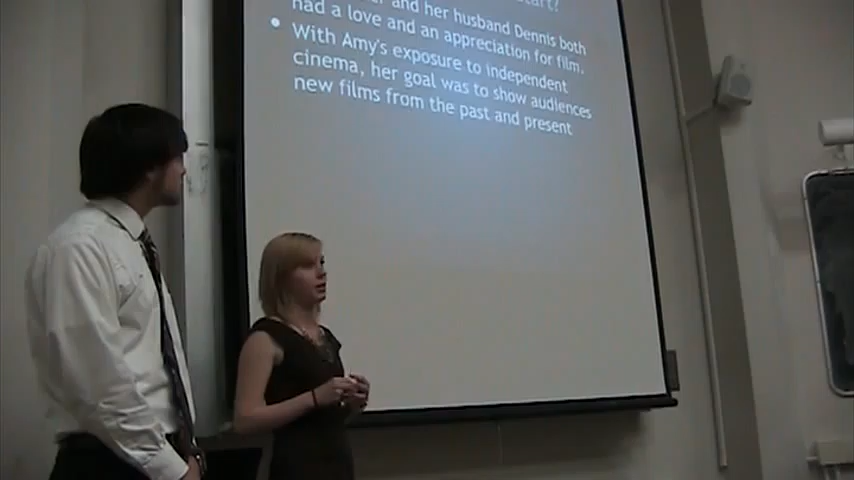 start?
and her husband Dennis both
had a love and an appreciation for film.
• With Amy's exposure to independent
cinema, her goal was to show audiences
new films from the past and present